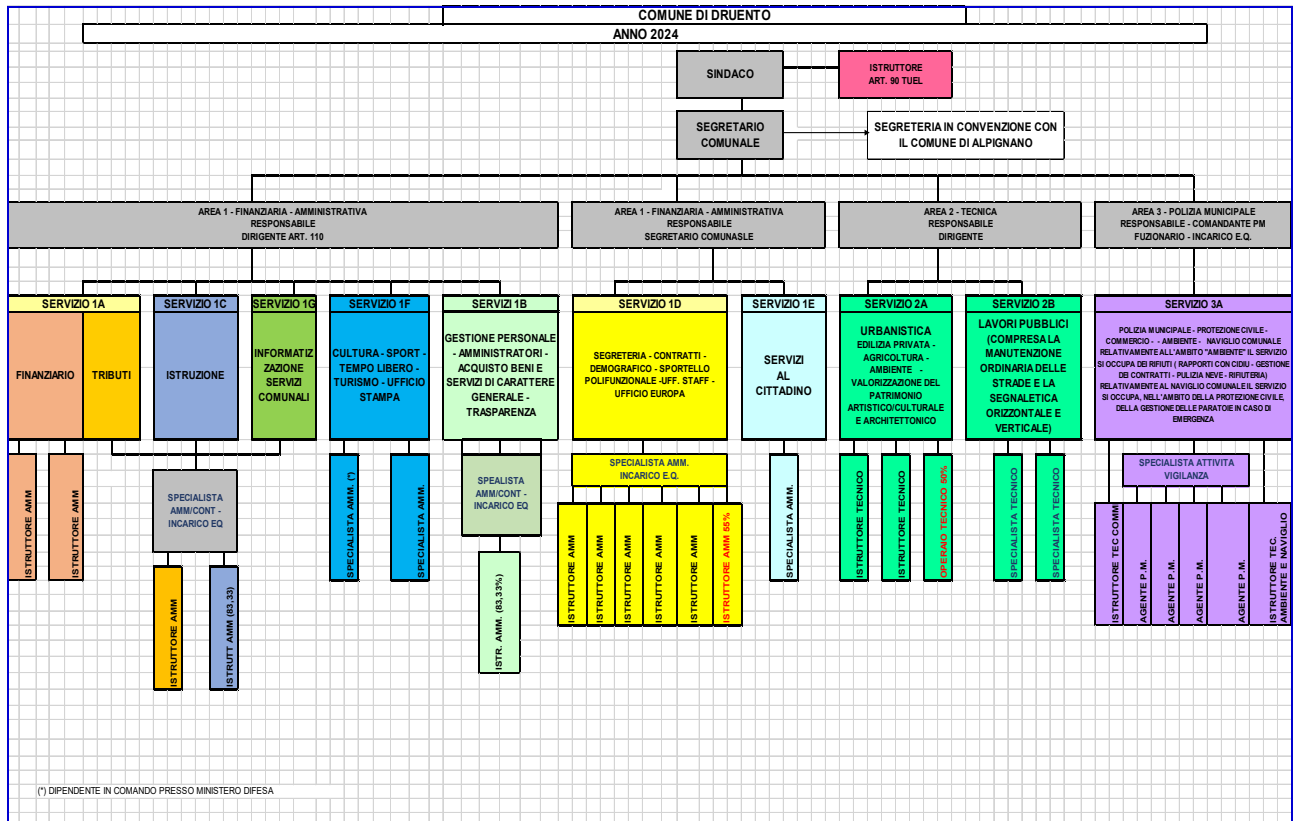 COMUNE DI DRUENTO
ANNO 2024
SINDACO
ISTRUTTORE
ART. 90 TUEL
SEGRETARIO
COMUNALE
SEGRETERIA IN CONVENZIONE CON
IL COMUNE DI ALPIGNANO
AREA 1 - FINANZIARIA - AMMINISTRATIVA
RESPONSABILE
DIRIGENTE ART. 110
AREA 1 - FINANZIARIA - AMMINISTRATIVA
RESPONSABILE
SEGRETARIO COMUNASLE
AREA 2 - TECNICA
RESPONSABILE
DIRIGENTE
AREA 3 - POLIZIA MUNICIPALE
RESPONSABILE - COMANDANTE PM
FUZIONARIO - INCARICO E.Q.
SERVIZIO 1A
FINANZIARIO
TRIBUTI
SERVIZIO 1C
ISTRUZIONE
SERVIZIO 1G
INFORMATIZ
ZAZIONE
SERVIZI
COMUNALI
SERVIZIO 1F
CULTURA - SPORT -
TEMPO LIBERO -
TURISMO - UFFICIO
STAMPA
SERVIZI 1B
GESTIONE PERSONALE
- AMMINISTRATORI -
ACQUISTO BENI E
SERVIZI DI CARATTERE
GENERALE -
TRASPARENZA
SERVIZIO 1D
SEGRETERIA - CONTRATTI -
DEMOGRAFICO - SPORTELLO
POLIFUNZIONALE -UFF. STAFF -
UFFICIO EUROPA
SERVIZIO 1E
SERVIZI
AL
CITTADINO
SERVIZIO 2A
URBANISTICA
EDILIZIA PRIVATA -
AGRICOLTURA -
AMBIENTE -
VALORIZZAZIONE DEL
PATRIMONIO
ARTISTICO/CULTURALE
E ARCHITETTONICO
SERVIZIO 2B
LAVORI PUBBLICI
(COMPRESA LA
MANUTENZIONE
ORDINARIA DELLE
STRADE E LA
SEGNALETICA
ORIZZONTALE E
VERTICALE)
SERVIZIO 3A
POLIZIA MUNICIPALE - PROTEZIONE CIVILE -
COMMERCIO - - AMBIENTE - NAVIGLIO COMUNALE
RELATIVAMENTE ALL'AMBITO "AMBIENTE" IL SERVIZIO
SI OCCUPA DEI RIFIUTI ( RAPPORTI CON CIDIU - GESTIONE
DEI CONTRATTI - PULIZIA NEVE - RIFIUTERIA)
RELATIVAMENTE AL NAVIGLIO COMUNALE IL SERVIZIO
SI OCCUPA, NELL'AMBITO DELLA PROTEZIONE CIVILE,
DELLA GESTIONE DELLE PARATOIE IN CASO DI
EMERGENZA
ISTRUTTORE AMM
ISTRUTTORE AMM
SPECIALISTA
AMM/CONT -
INCARICO EQ
ISTRUTTORE AMM
ISTRUTT AMM (83,33)
SPECIALISTA AMM. (*)
SPECIALISTA AMM.
SPEALISTA
AMM/CONT -
INCARICO EQ
ISTR. AMM. (83,33%)
SPECIALISTA AMM.
INCARICO E.Q.
ISTRUTTORE AMM
ISTRUTTORE AMM
ISTRUTTORE AMM
ISTRUTTORE AMM
ISTRUTTORE AMM
ISTRUTTORE AMM 55%
SPECIALISTA AMM.
ISTRUTTORE TECNICO
ISTRUTTORE TECNICO
OPERAIO TECNICO 50%
SPECIALISTA TECNICO
SPECIALISTA TECNICO
SPECIALISTA ATTIVITA
VIGILANZA
ISTRUTTORE TEC COMM
AGENTE P.M.
AGENTE P.M.
AGENTE P.M.
AGENTE P.M.
ISTRUTTORE TEC.
AMBIENTE E NAVIGLIO
(*) DIPENDENTE IN COMANDO PRESSO MINISTERO DIFESA